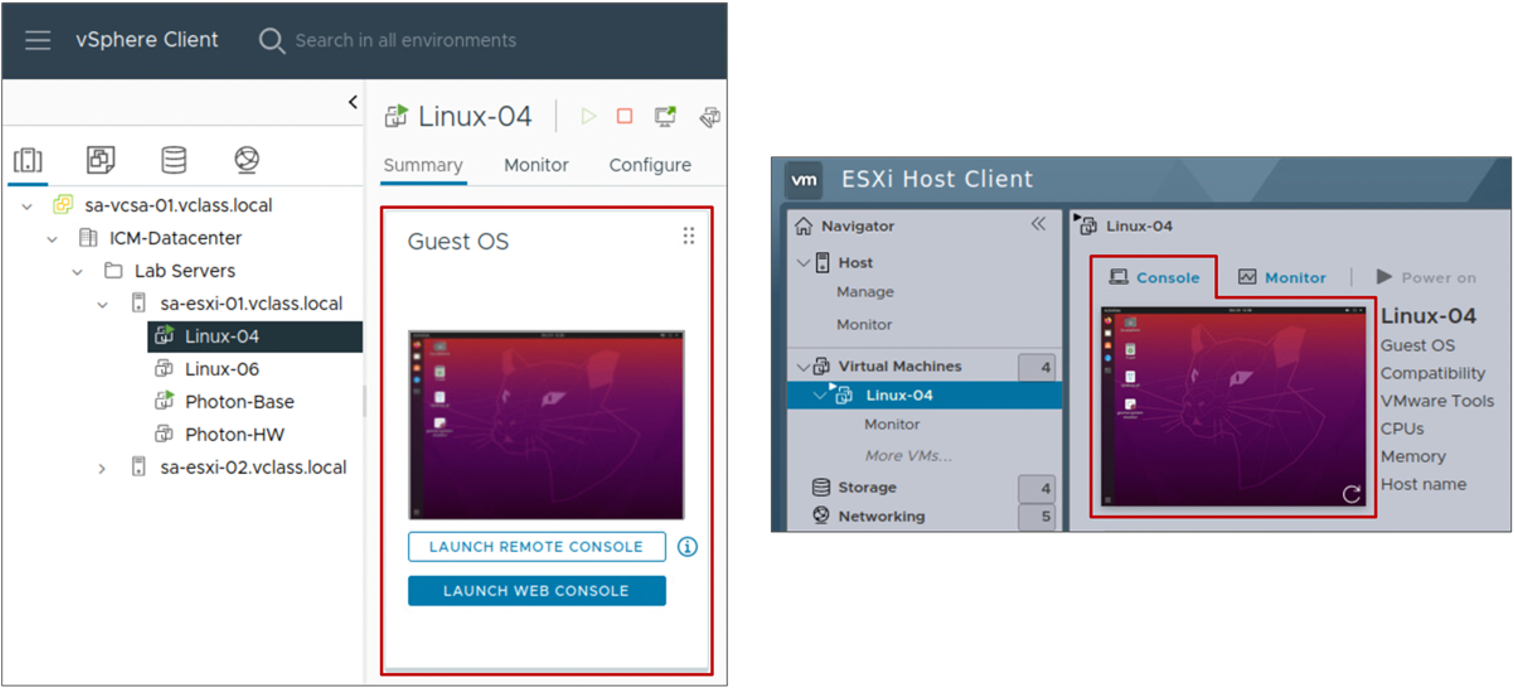 vSphere Client
Search in all environments
Linux-04
Summary Monitor Configure
sa-vcsa-01.vclass.local
ICM-Datacenter
Lab Servers
sa-esxi-01.vclass.local
Linux-04
Linux-06
Photon-Base
Photon-HW
sa-esxi-02.vclass.local
Guest OS
LAUNCH REMOTE CONSOLE
LAUNCH WEB CONSOLE
vm ESXi Host Client
Navigator
Host
Manage
Monitor
Virtual Machines 4
Linux-04
Monitor
More VMs...
Storage 4
Networking 5
Linux-04
Console Monitor Power on
Linux-04
Guest OS
Compatibility
VMware Tools
CPUs
Memory
Host name